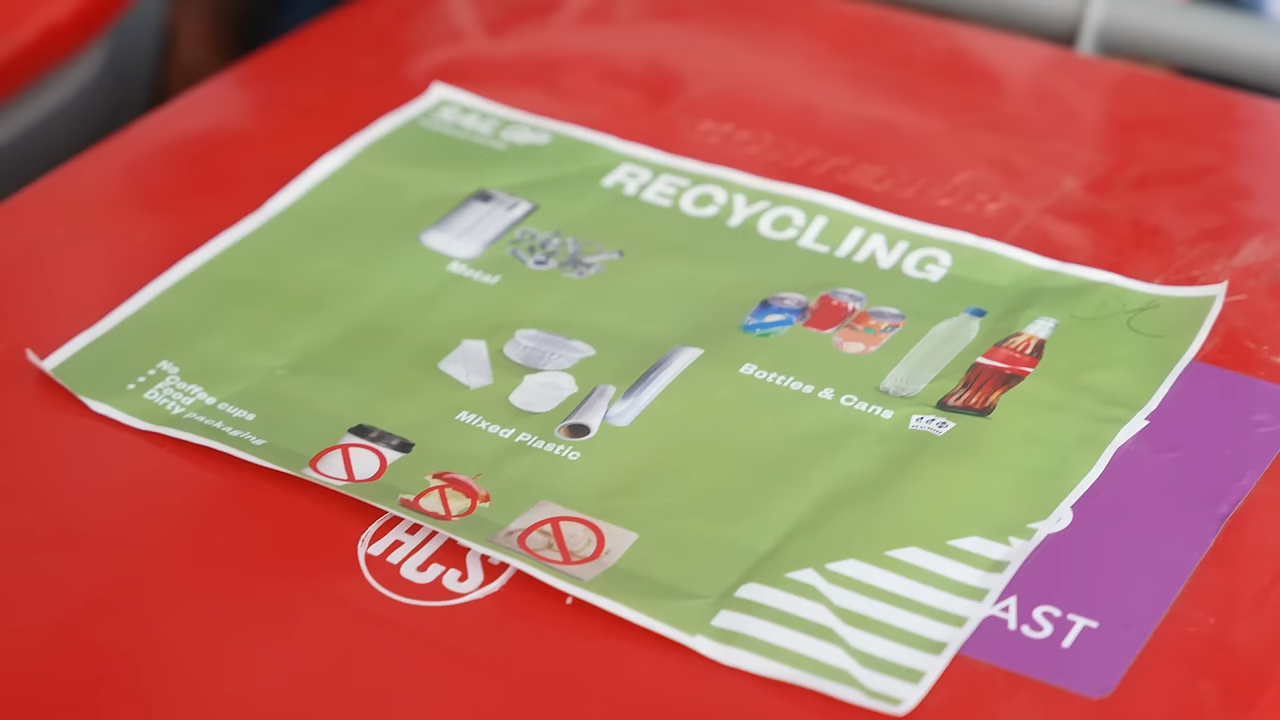 RECYCLING
Metal
Bottles & Cans
Mixed Plastic
No
• Coffee cups
• Food
• Dirty packaging
HCS
AST